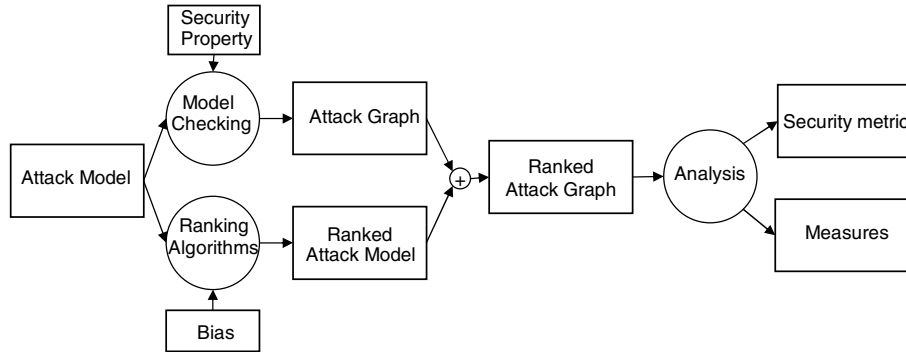 Security
Property
Model
Checking
Attack Graph
Attack Model
Ranking
Algorithms
Ranked
Attack Model
Bias
+
Ranked
Attack Graph
Analysis
Security metric
Measures